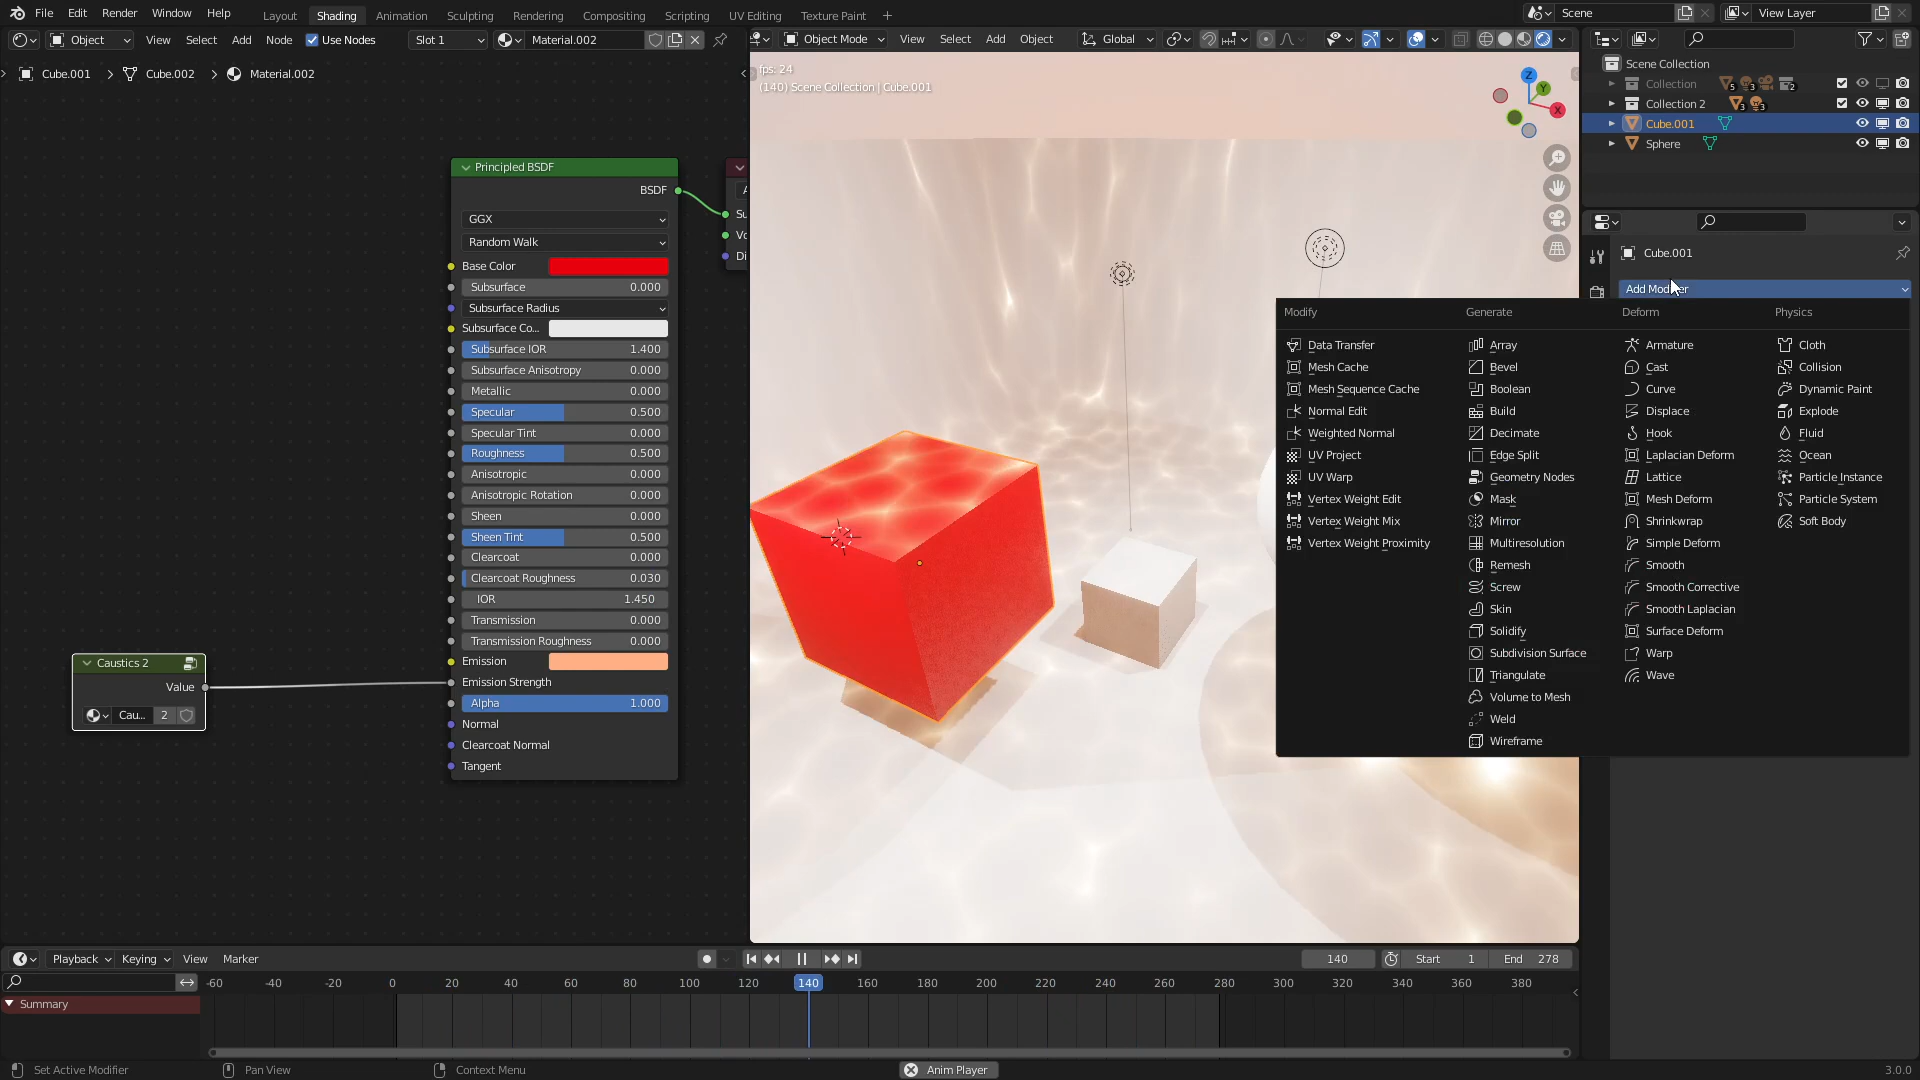 File Edit Render Window Help Layout Shading Animation Sculpting Rendering Compositing Scripting UV Editing Texture Paint + Scene View Layer
Object View Select Add Node Use Nodes Slot 1 Material.002 Object Mode View Select Add Object Global
Cube.001 > Cube.002 > Material.002
fps: 24
(140) Scene Collection | Cube.001
Z
Y
X
Scene Collection
Collection 5 3 2
Collection 2 3 3
Cube.001
Sphere
Cube.001
Add Modifier
Principled BSDF
BSDF
GGX
Random Walk
Base Color
Subsurface 0.000
Subsurface Radius
Subsurface Co...
Subsurface IOR 1.400
Subsurface Anisotropy 0.000
Metallic 0.000
Specular 0.500
Specular Tint 0.000
Roughness 0.500
Anisotropic 0.000
Anisotropic Rotation 0.000
Sheen 0.000
Sheen Tint 0.500
Clearcoat 0.000
Clearcoat Roughness 0.030
IOR 1.450
Transmission 0.000
Transmission Roughness 0.000
Emission
Emission Strength
Alpha 1.000
Normal
Clearcoat Normal
Tangent
A
Su
Vo
Di
Caustics 2
Value
Cau... 2
Modify
Data Transfer
Mesh Cache
Mesh Sequence Cache
Normal Edit
Weighted Normal
UV Project
UV Warp
Vertex Weight Edit
Vertex Weight Mix
Vertex Weight Proximity
Generate
Array
Bevel
Boolean
Build
Decimate
Edge Split
Geometry Nodes
Mask
Mirror
Multiresolution
Remesh
Screw
Skin
Solidify
Subdivision Surface
Triangulate
Volume to Mesh
Weld
Wireframe
Deform
Armature
Cast
Curve
Displace
Hook
Laplacian Deform
Lattice
Mesh Deform
Shrinkwrap
Simple Deform
Smooth
Smooth Corrective
Smooth Laplacian
Surface Deform
Warp
Wave
Physics
Cloth
Collision
Dynamic Paint
Explode
Fluid
Ocean
Particle Instance
Particle System
Soft Body
Playback Keying View Marker 140 Start 1 End 278
-60 -40 -20 0 20 40 60 80 100 120 140 160 180 200 220 240 260 280 300 320 340 360 380
Summary
Set Active Modifier Pan View Context Menu Anim Player 3.0.0